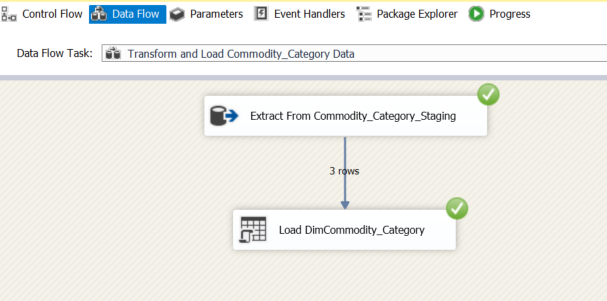 Control Flow Data Flow Parameters Event Handlers Package Explorer Progress
Data Flow Task: Transform and Load Commodity_Category Data
Extract From Commodity_Category_Staging
3 rows
Load DimCommodity_Category